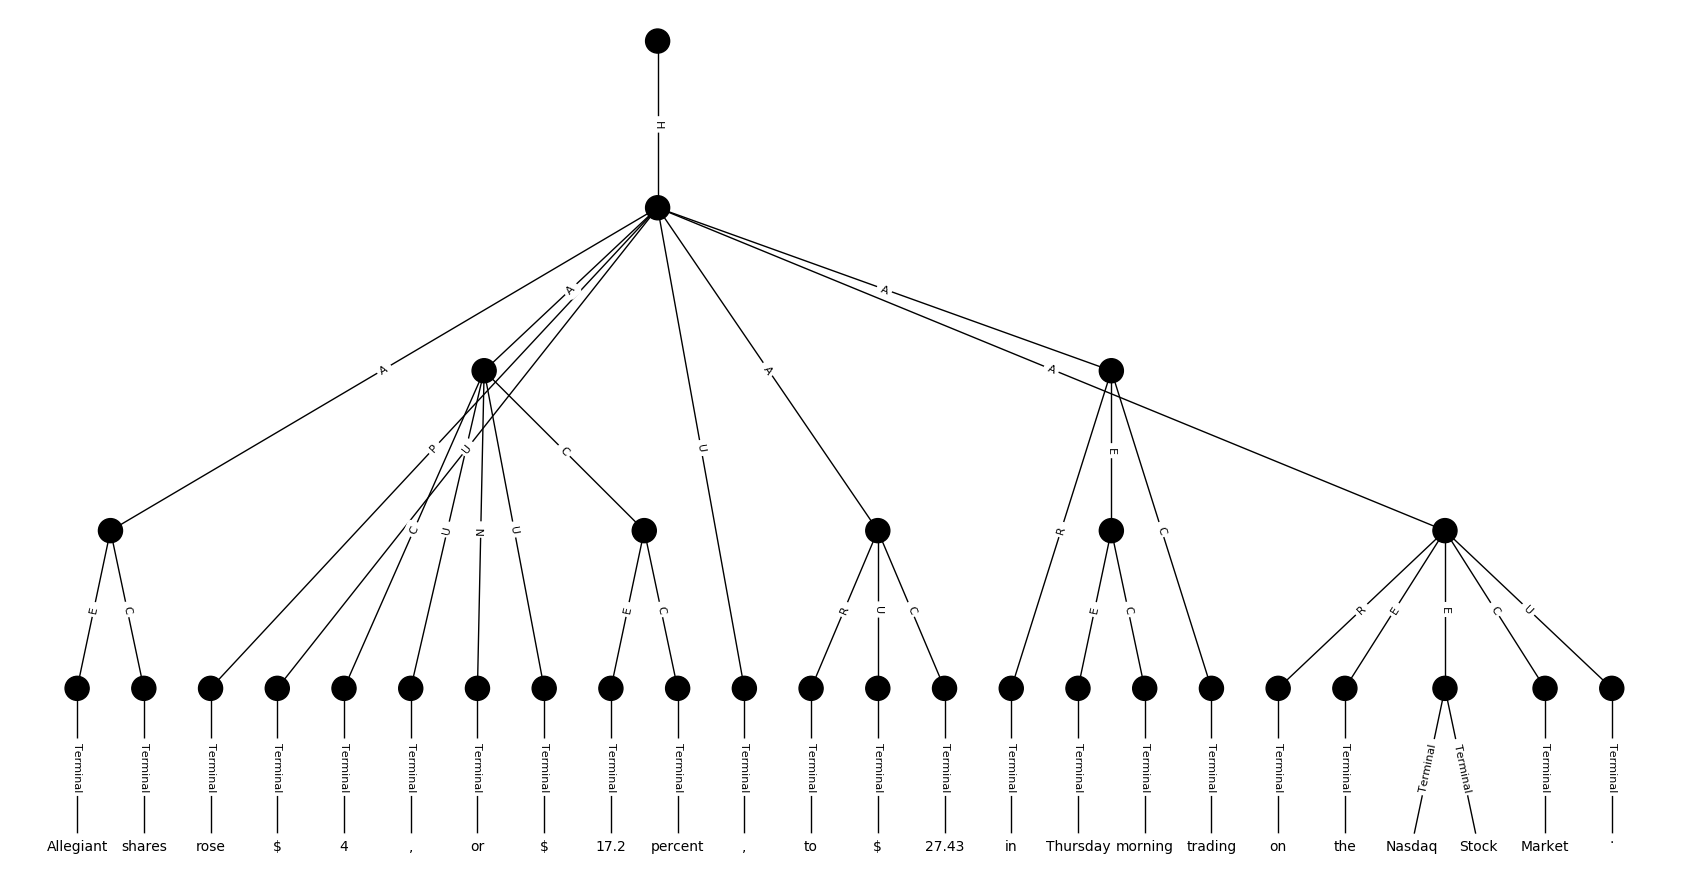 H
A
A
A
A
A
A
P
U
U
C
E
C
U
N
U
R
C
E
C
E
C
R
U
C
E
C
R
E
E
C
U
Terminal Terminal Terminal Terminal Terminal Terminal Terminal Terminal Terminal Terminal Terminal Terminal Terminal Terminal Terminal Terminal Terminal Terminal Terminal Terminal Terminal Terminal Terminal Terminal
Allegiant shares rose $ 4 , or $ 17.2 percent , to $ 27.43 in Thursday morning trading on the Nasdaq Stock Market .